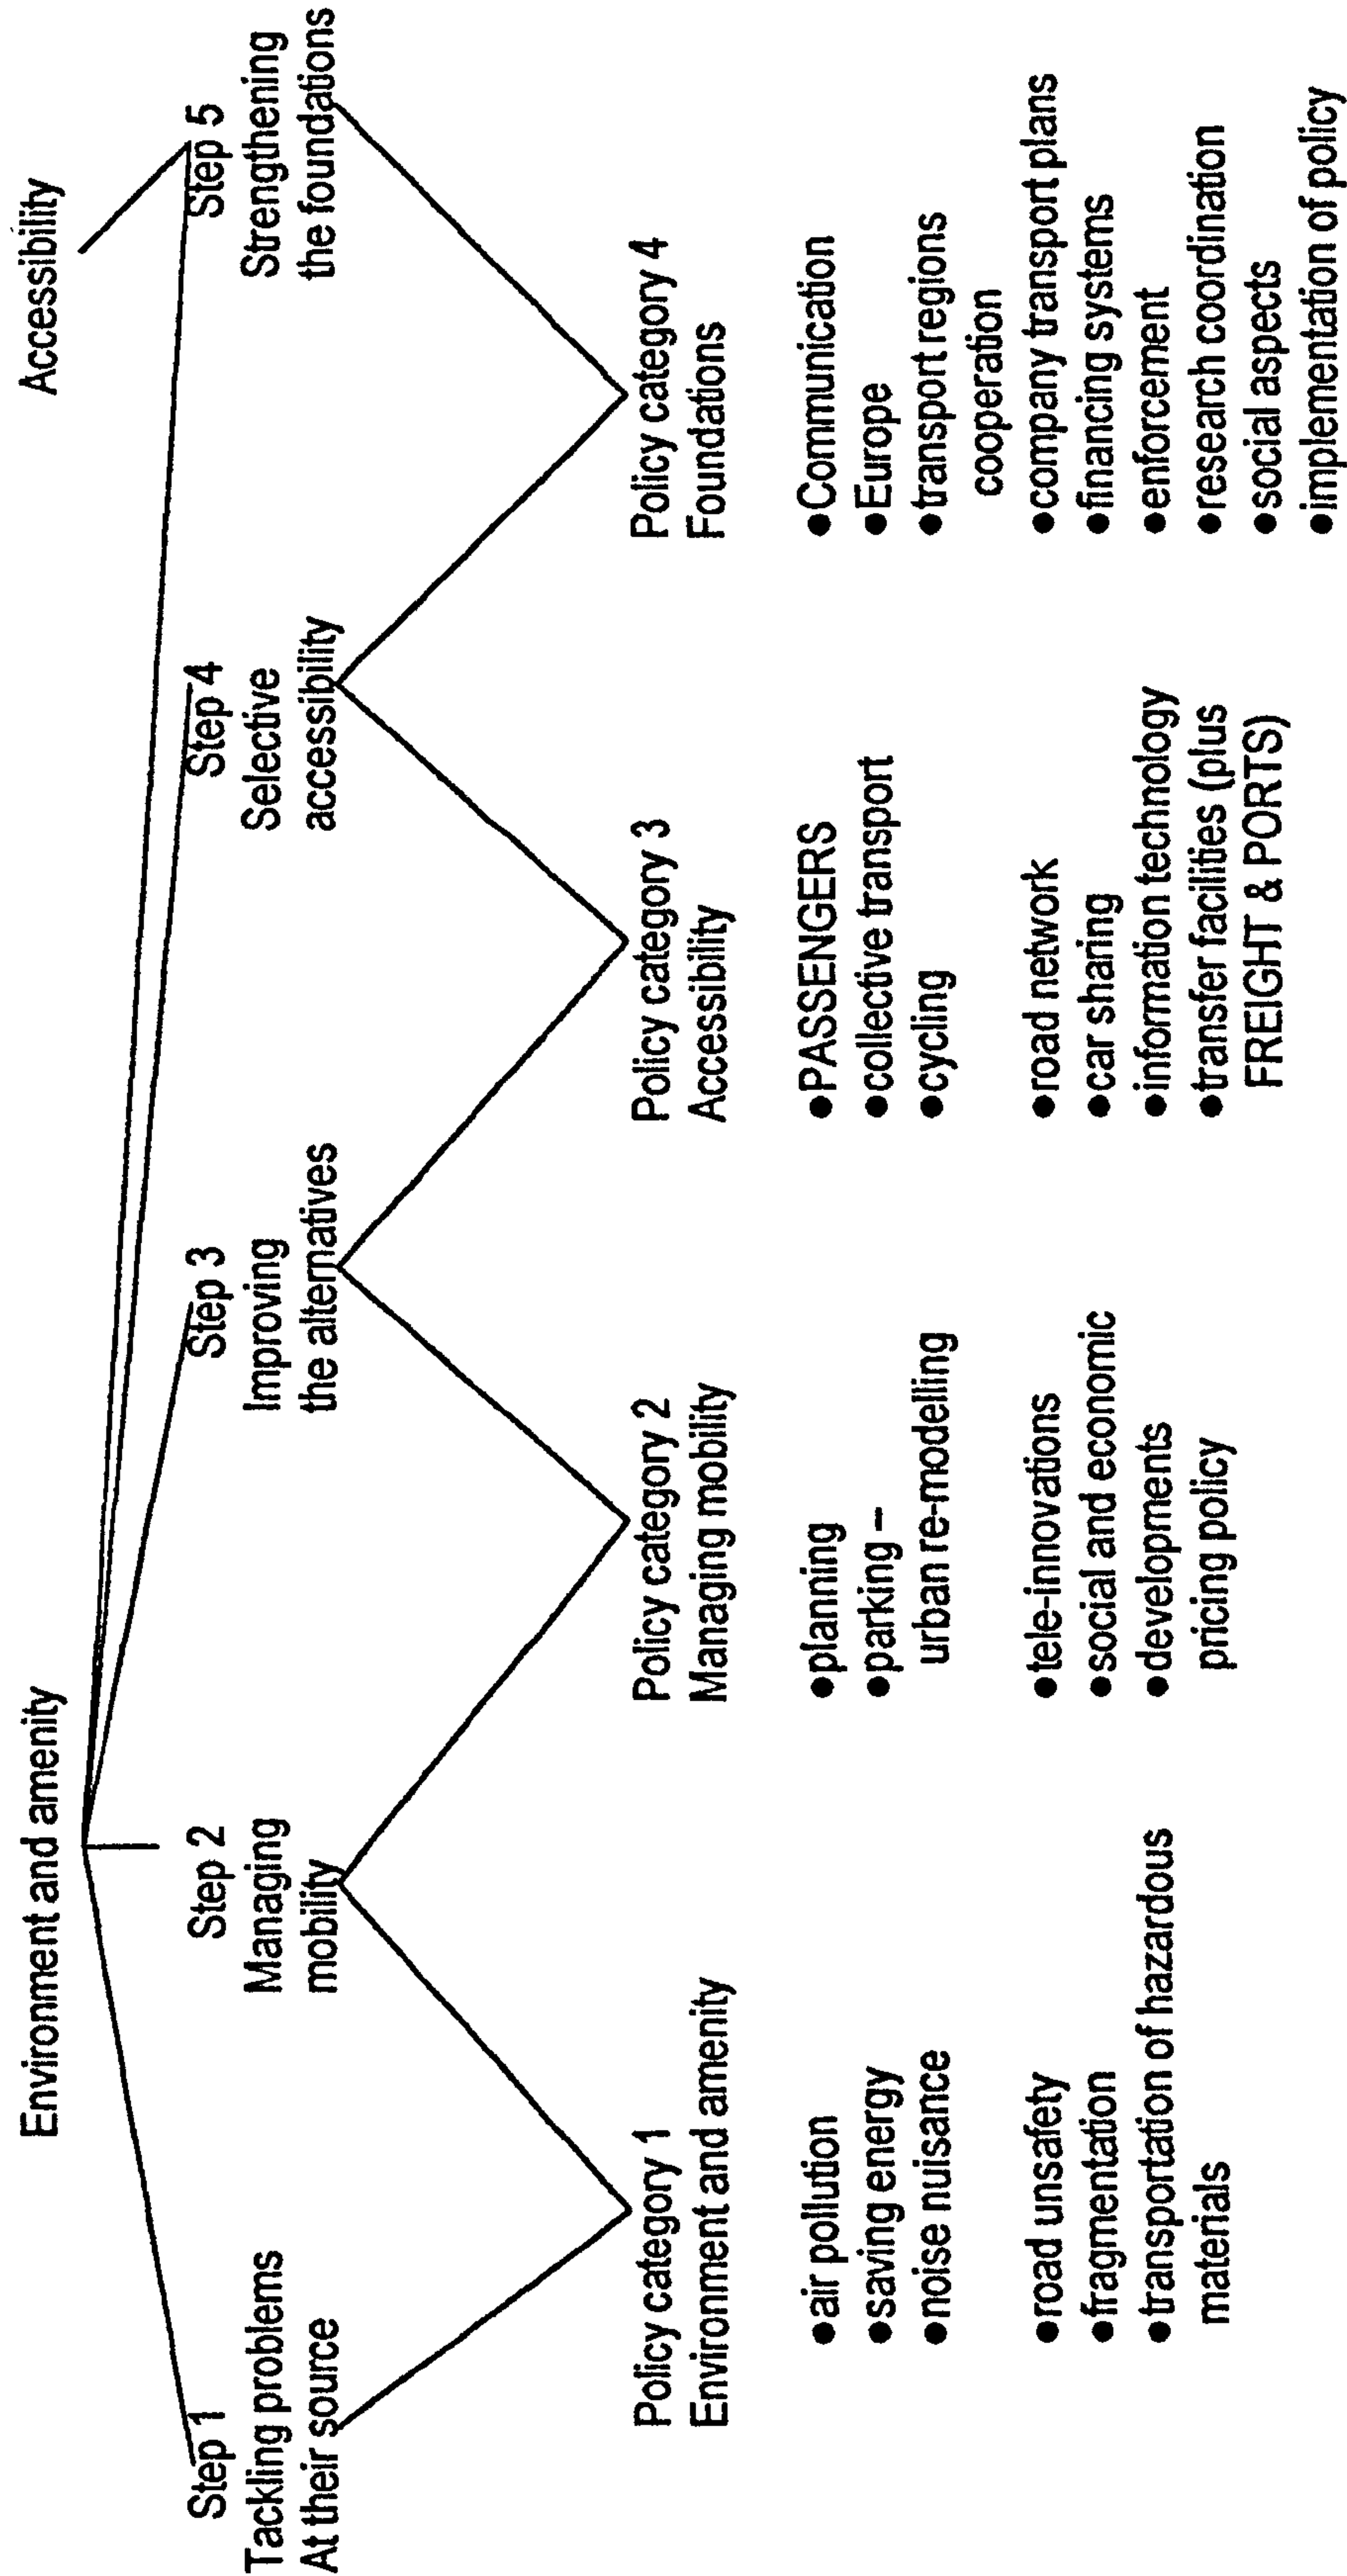 Environment and amenity
Accessibility
Step 1
Tackling problems
At their source
Step 2
Managing
mobility
Step 3
Improving
the alternatives
Step 4
Selective
accessibility
Step 5
Strengthening
the foundations
Policy category 1
Environment and amenity
●air pollution
●saving energy
●noise nuisance
●road unsafety
●fragmentation
●transportation of hazardous
materials
Policy category 2
Managing mobility
●planning
●parking –
urban re-modelling
●tele-innovations
●social and economic
●developments
pricing policy
Policy category 3
Accessibility
●PASSENGERS
●collective transport
●cycling
●road network
●car sharing
●information technology
●transfer facilities (plus
FREIGHT & PORTS)
Policy category 4
Foundations
●Communication
●Europe
●transport regions
cooperation
●company transport plans
●financing systems
●enforcement
●research coordination
●social aspects
●implementation of policy